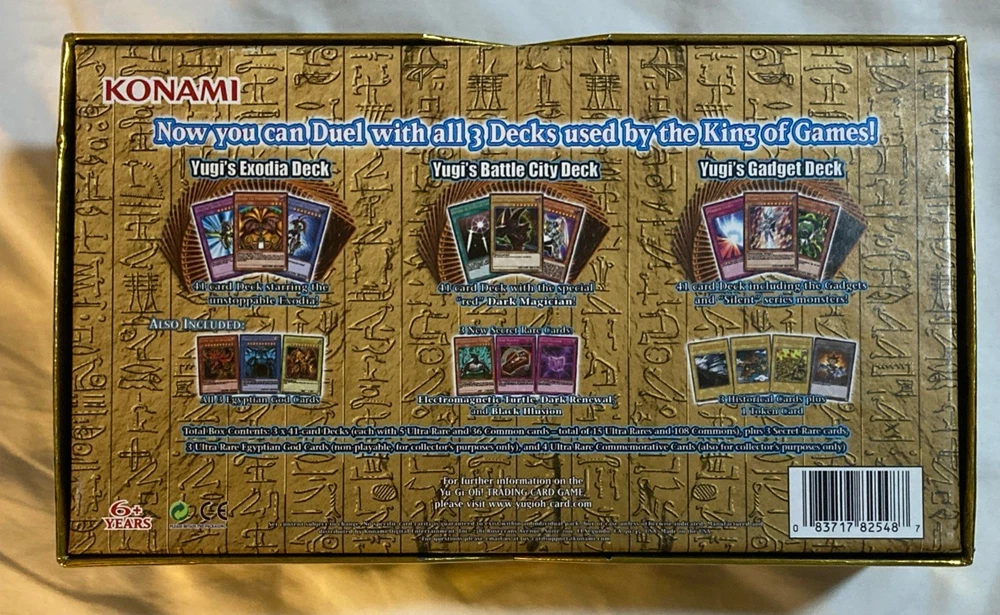 KONAMI
Now you can Duel with all 3 Decks used by the King of Games!
Yugi's Exodia Deck
41 card Deck starring the
unstoppable Exodia!
Yugi's Battle City Deck
41 card Deck with the special
"red" Dark Magician!
Yugi's Gadget Deck
41 card Deck including the Gadgets
and "Silent" series monsters!
ALSO INCLUDED:
All 3 Egyptian God Cards
3 New Secret Rare Cards
Electromagnetic Turtle, Dark Renewal,
and Black Illusion
3 Historical Cards plus
1 Token Card
Total Box Contents: 3 x 41-card Decks (each with 5 Ultra Rare and 36 Common cards—total of 15 Ultra Rares and 108 Commons), plus 3 Secret Rare cards
3 Ultra Rare Egyptian God Cards (non playable, for collector's purposes only), and 4 Ultra Rare Commemorative Cards (also for collector's purposes only)
For further information on the
Yu Gi Oh! TRADING CARD GAME,
please visit www.yugioh-card.com
6+
YEARS
CE
0 83717 82548 7